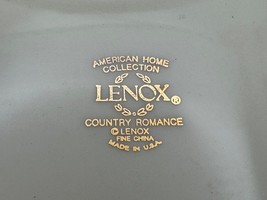 AMERICAN HOME
COLLECTION
LENOX®
COUNTRY ROMANCE
© LENOX
FINE CHINA
MADE IN U.S.A.